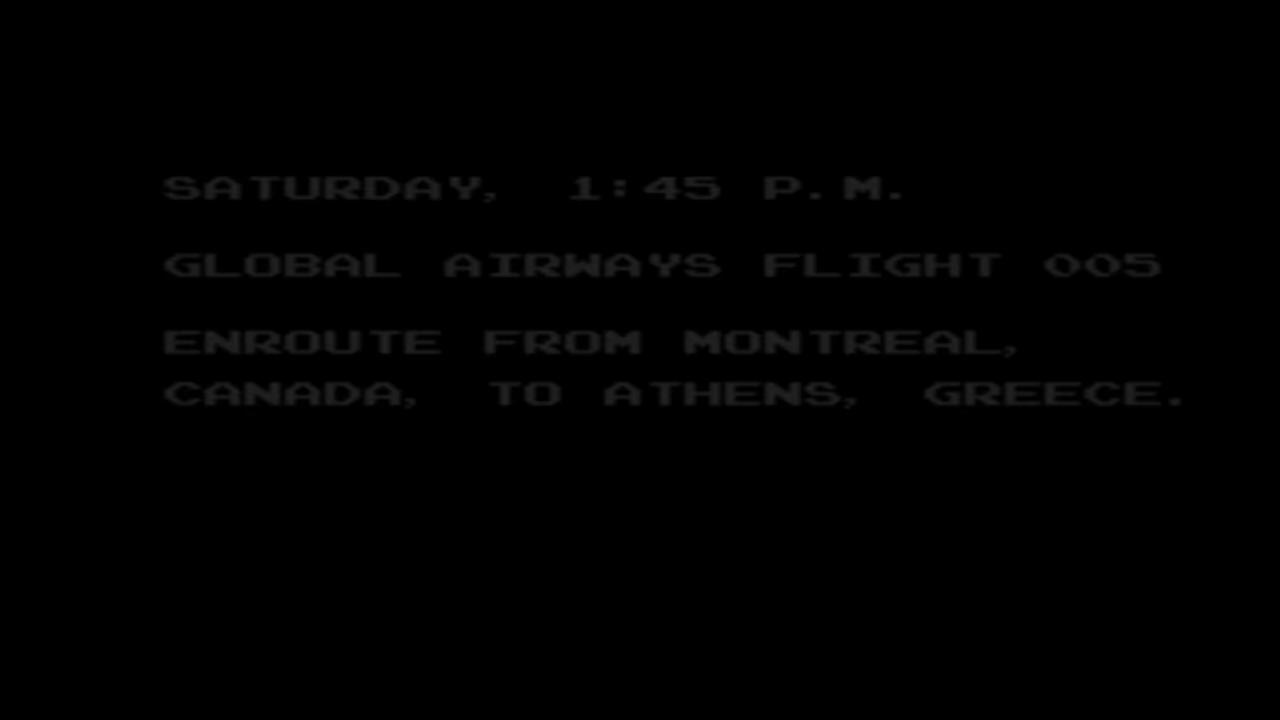 SATURDAY, 1:45 P.M.
GLOBAL AIRWAYS FLIGHT 005
ENROUTE FROM MONTREAL,
CANADA, TO ATHENS, GREECE.